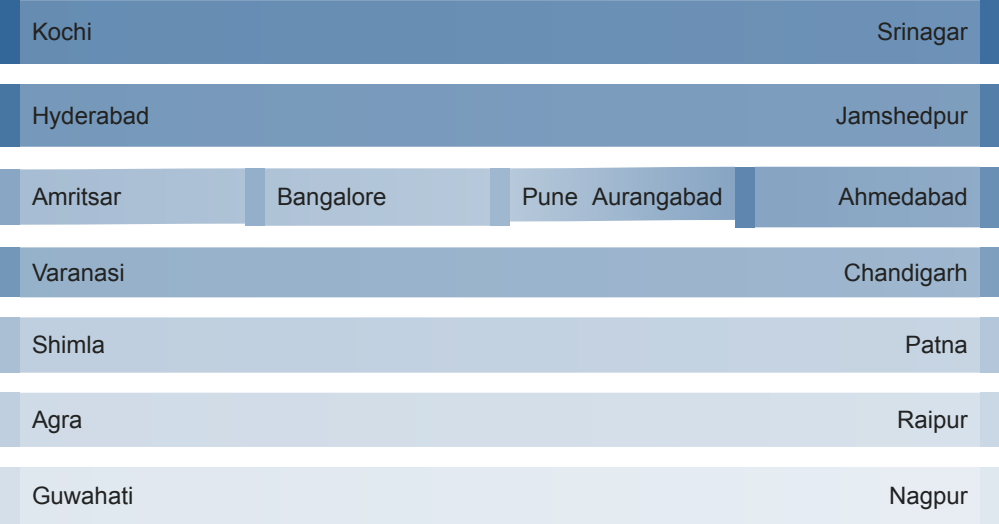 Kochi Srinagar
Hyderabad Jamshedpur
Amritsar Bangalore Pune Aurangabad Ahmedabad
Varanasi Chandigarh
Shimla Patna
Agra Raipur
Guwahati Nagpur